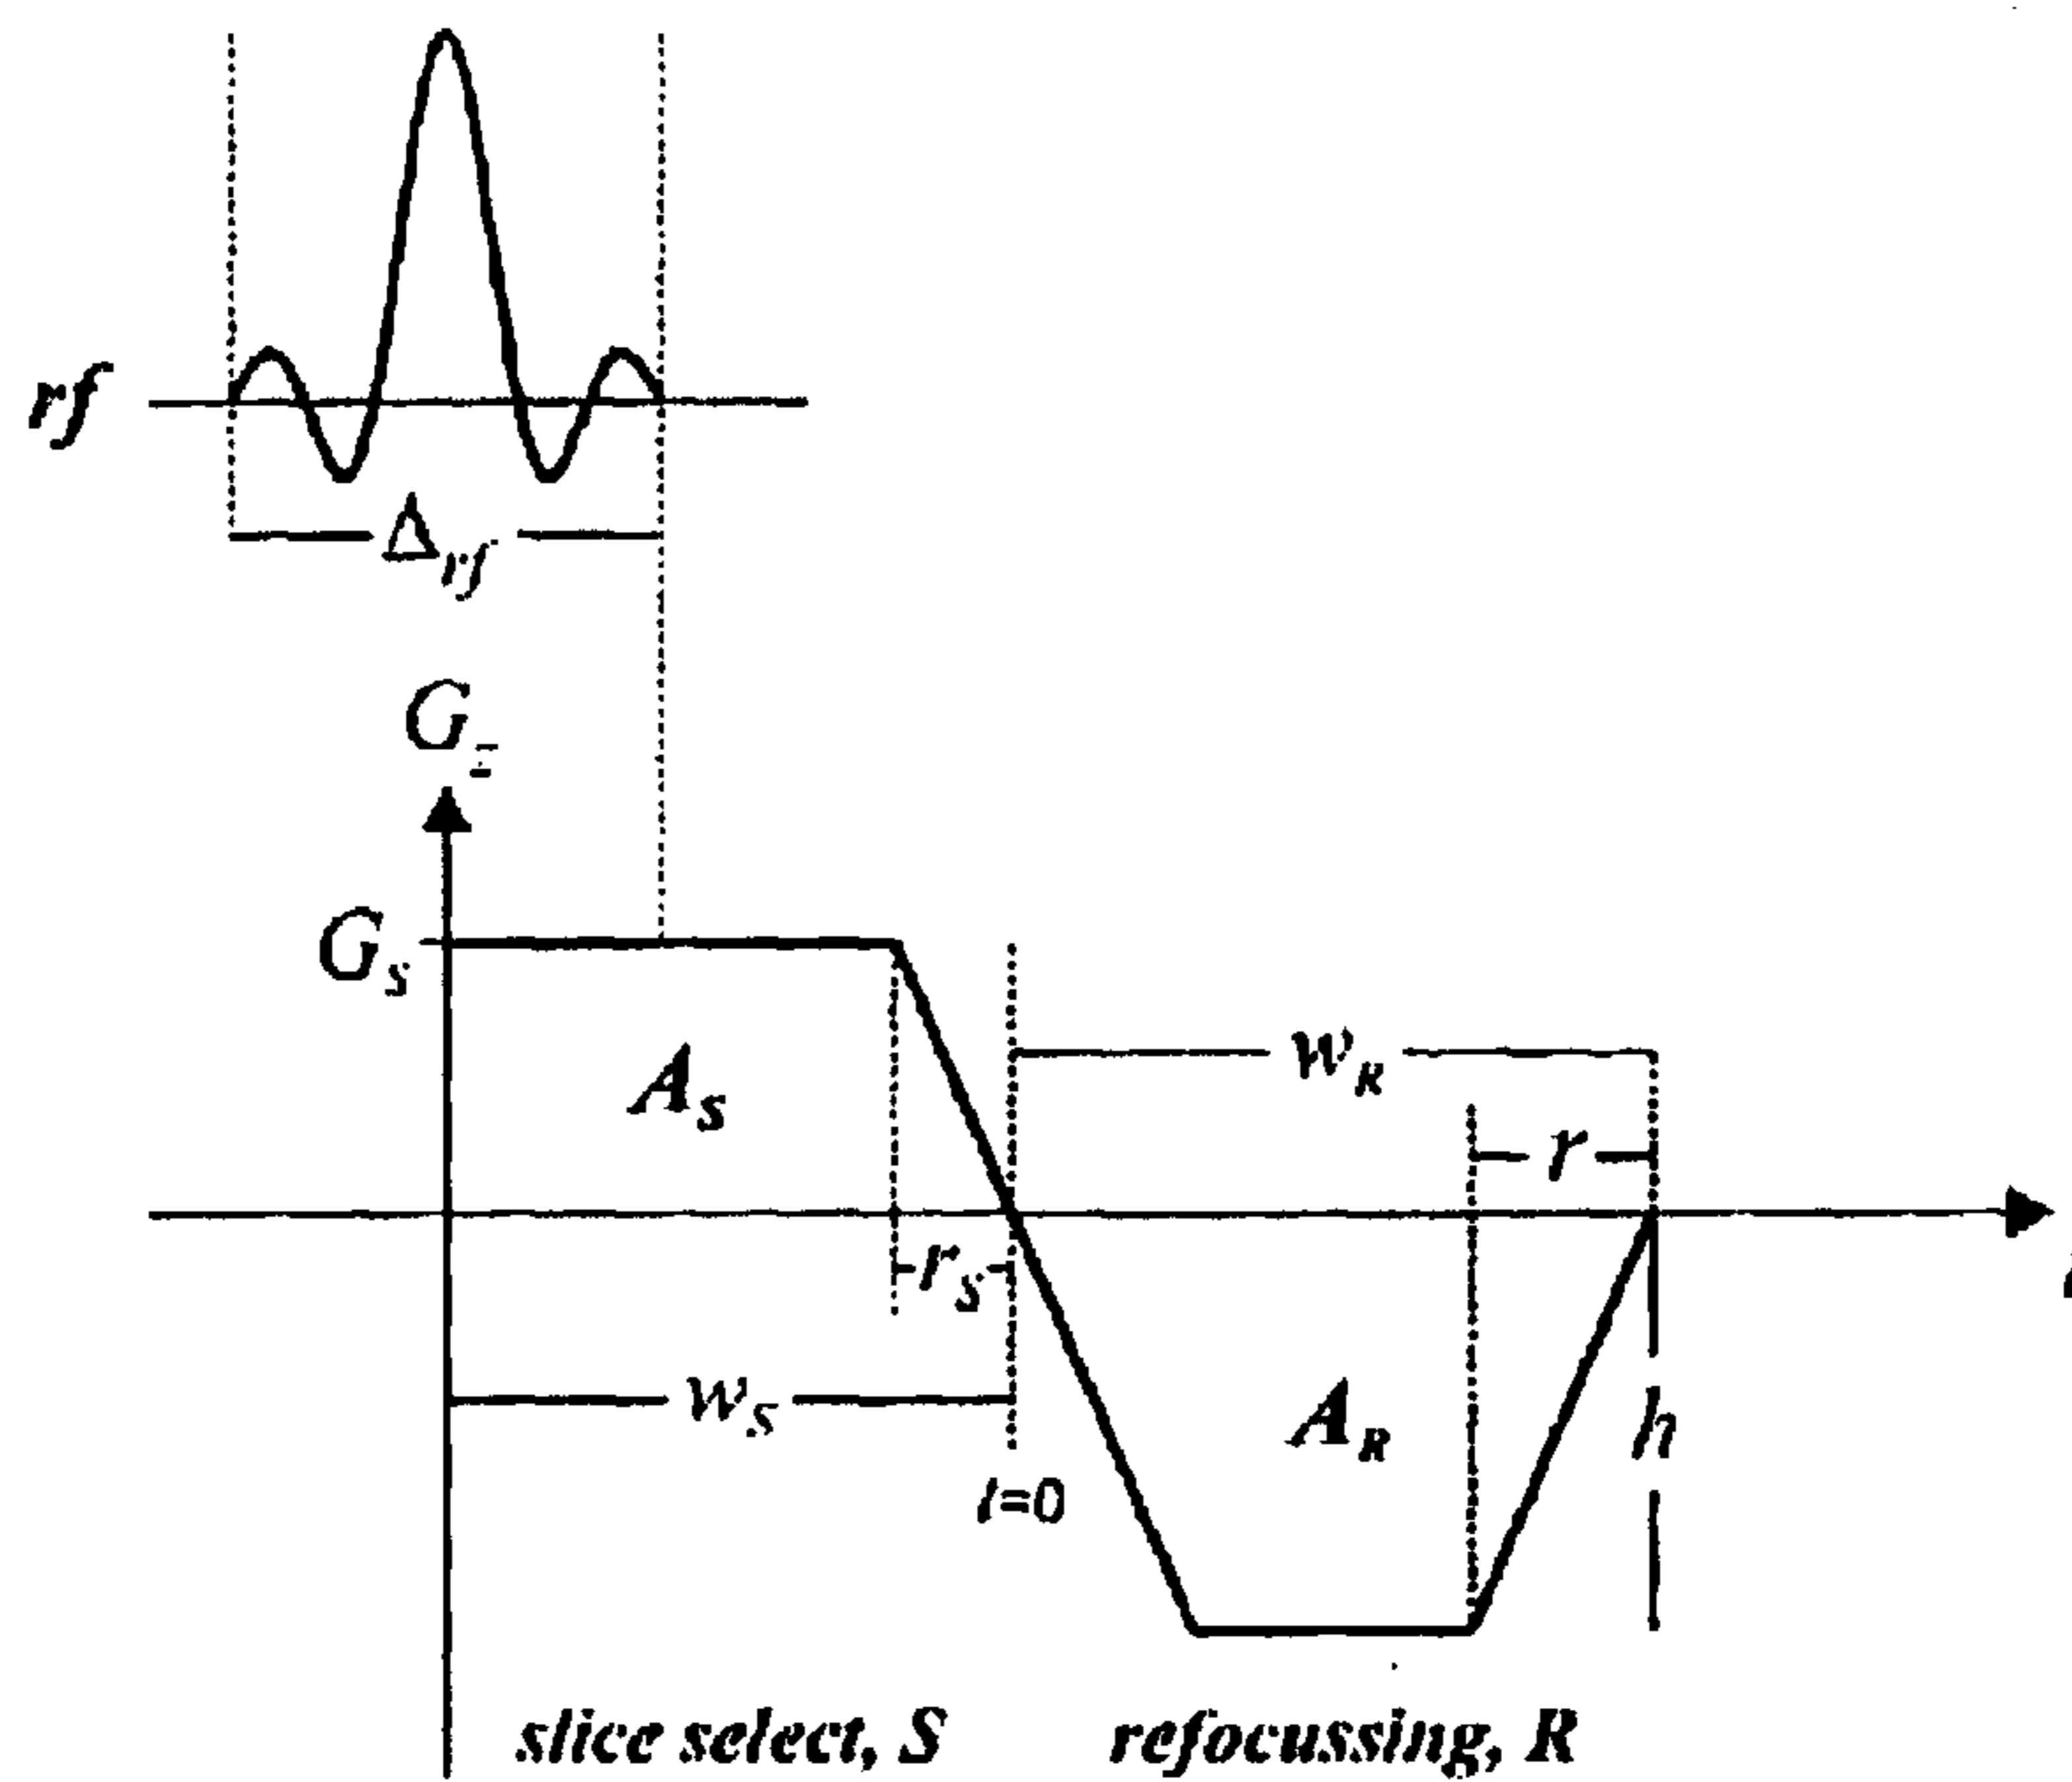 rf
Δrf
Gz
Gs
As
wR
r
rs
ws
AR
h
t=0
slice select, S
refocussing, R